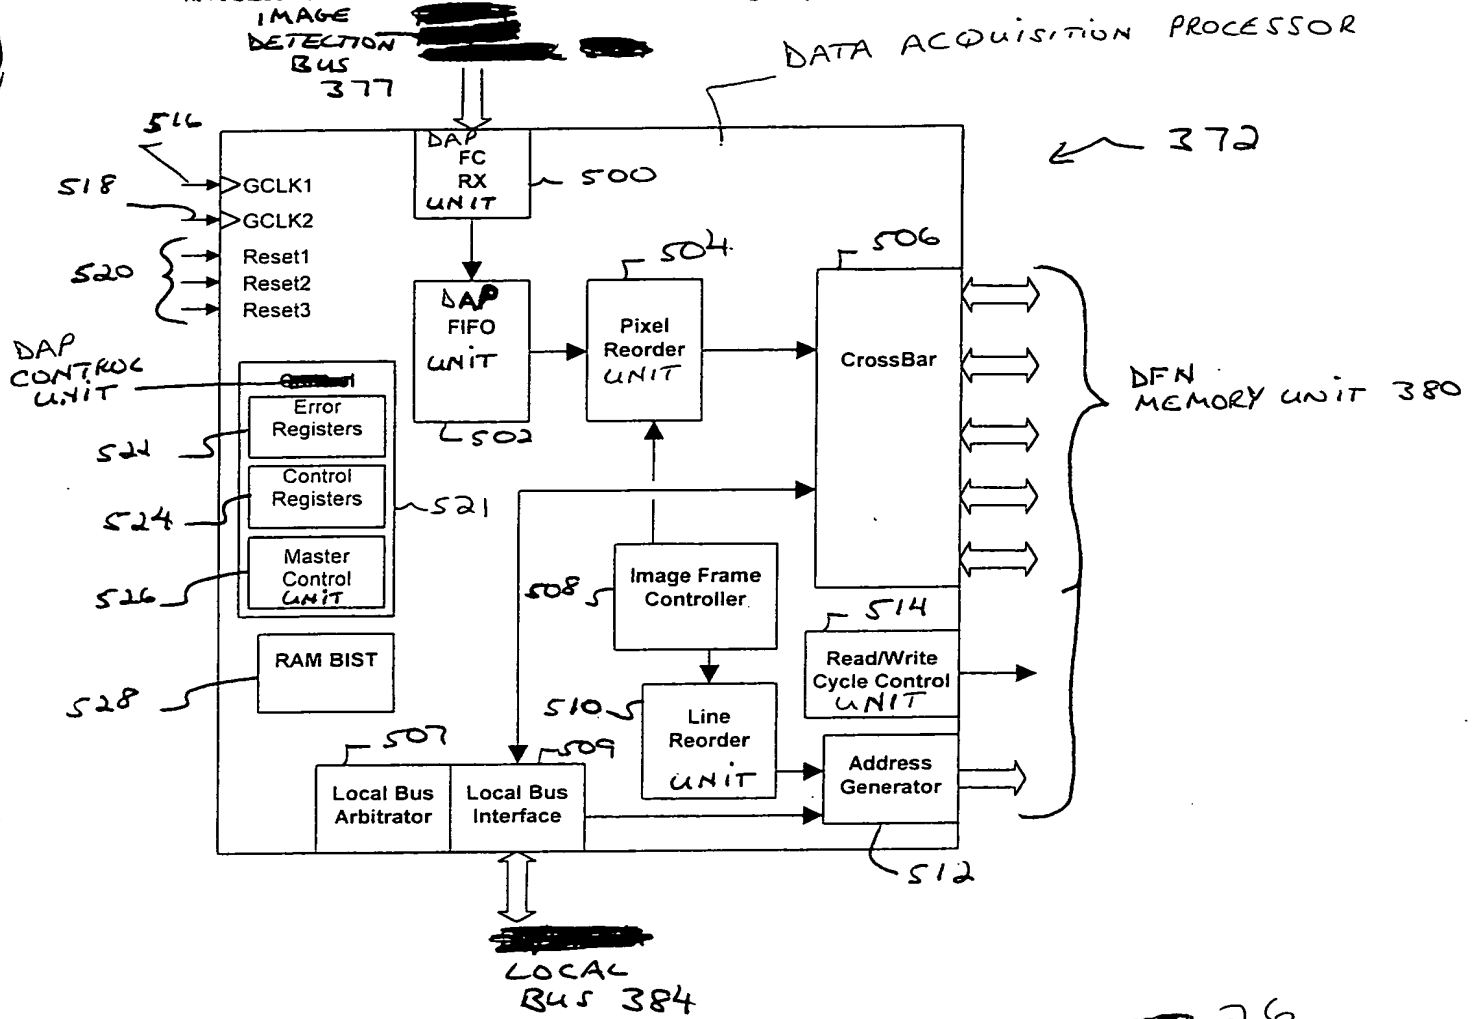 IMAGE
DETECTION
BUS
377
DATA ACQUISITION PROCESSOR
372
516
518
520
GCLK1
GCLK2
Reset1
Reset2
Reset3
DAP
FC
RX
UNIT
500
DAP
FIFO
UNIT
502
504
Pixel
Reorder
UNIT
506
CrossBar
DFN
MEMORY UNIT 380
DAP
CONTROL
UNIT
Error
Registers
522
Control
Registers
524
521
Master
Control
UNIT
526
RAM BIST
528
508
Image Frame
Controller
514
Read/Write
Cycle Control
UNIT
510
Line
Reorder
UNIT
Address
Generator
512
507
Local Bus
Arbitrator
509
Local Bus
Interface
LOCAL
BUS 384